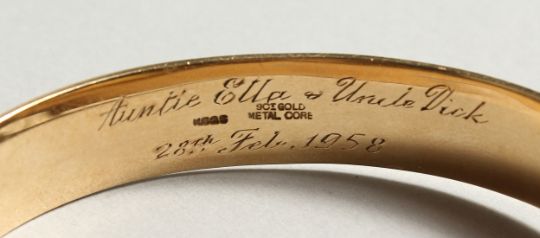 Auntie Ella & Uncle Dick
9CT GOLD
METAL CORE
28th Feb. 1958